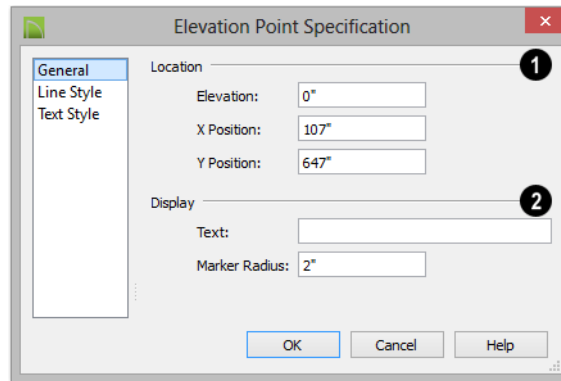 Elevation Point Specification
General
Line Style
Text Style
Location 1
Elevation: 0"
X Position: 107"
Y Position: 647"
Display 2
Text:
Marker Radius: 2"
OK Cancel Help